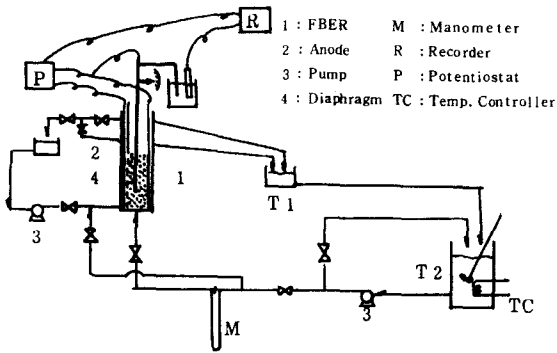 1 : FBER M : Manometer
2 : Anode R : Recorder
3 : Pump P : Potentiostat
4 : Diaphragm TC : Temp. Controller
R
P
2
4
1
3
T 1
T 2
TC
3
M